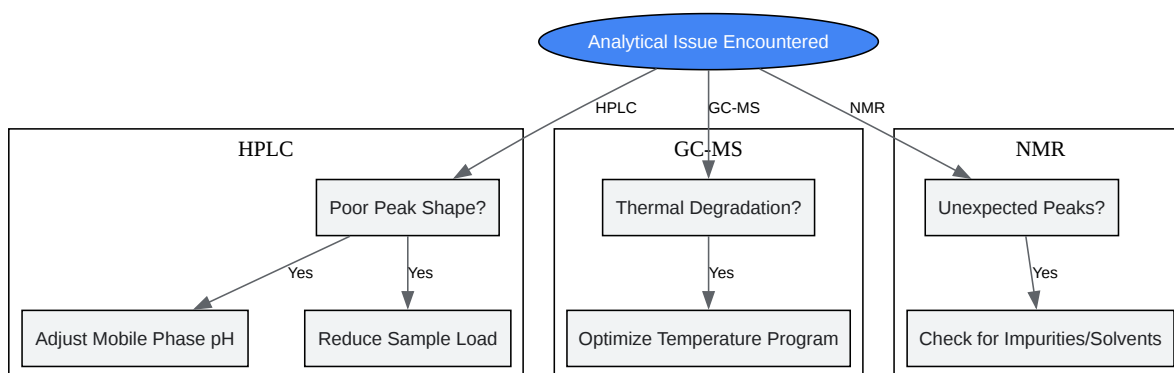 Analytical Issue Encountered
HPLC
GC-MS
NMR
HPLC
GC-MS
NMR
Poor Peak Shape?
Thermal Degradation?
Unexpected Peaks?
Yes
Yes
Yes
Yes
Adjust Mobile Phase pH
Reduce Sample Load
Optimize Temperature Program
Check for Impurities/Solvents